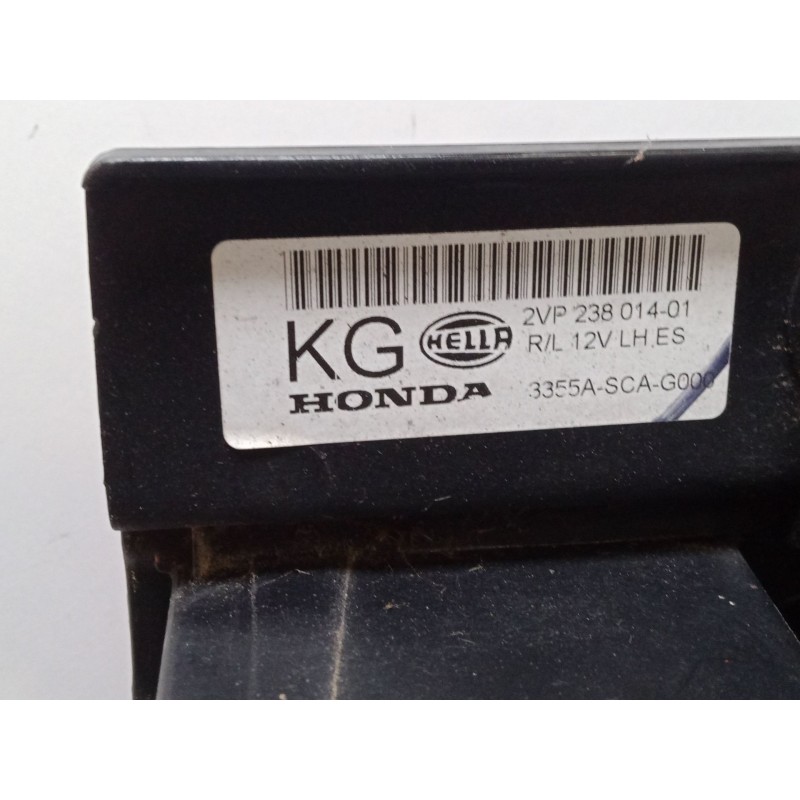 KG
HELLA
HONDA
2VP 238 014-01
R/L 12V LH.ES
3355A-SCA-G000